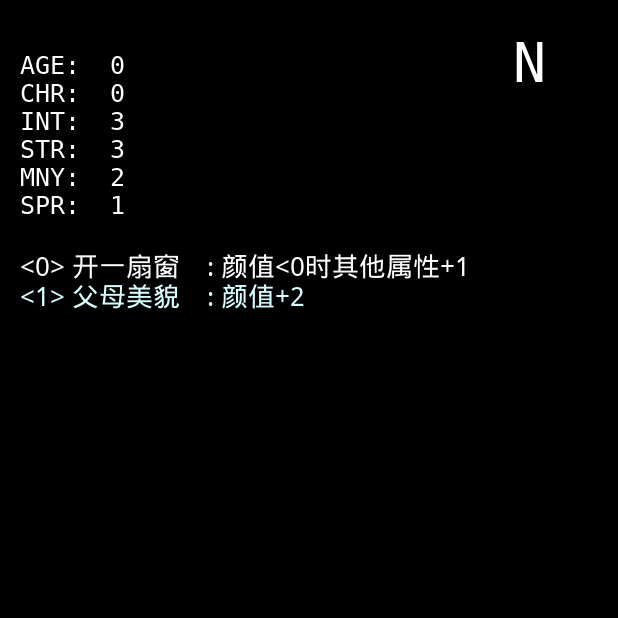 N
AGE: 0
CHR: 0
INT: 3
STR: 3
MNY: 2
SPR: 1
<0> 开一扇窗 : 颜值<0时其他属性+1
<1> 父母美貌 : 颜值+2